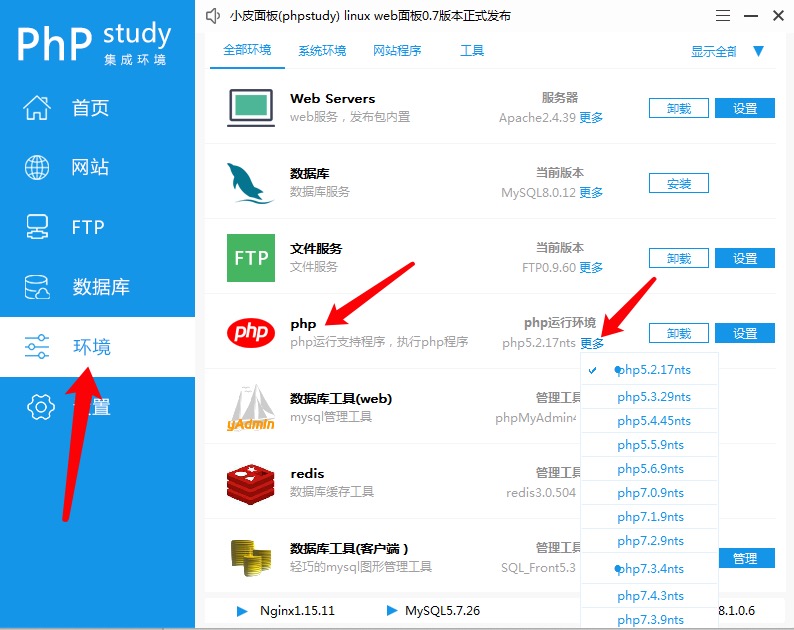 PhP study
集成环境
首页
网站
FTP
数据库
环境
置
小皮面板(phpstudy) linux web面板0.7版本正式发布
全部环境 系统环境 网站程序 工具 显示全部
Web Servers 服务器
web服务，发布包内置 Apache2.4.39 更多 卸载 设置
数据库 当前版本
数据库服务 MySQL8.0.12 更多 安装
FTP 文件服务 当前版本
文件服务 FTP0.9.60 更多 卸载 设置
php php php运行环境
php运行支持程序，执行php程序 php5.2.17nts 更多 卸载 设置
php5.2.17nts
php5.3.29nts
php5.4.45nts
php5.5.9nts
php5.6.9nts
php7.0.9nts
php7.1.9nts
php7.2.9nts
php7.3.4nts
php7.4.3nts
php7.3.9nts
yAdmin 数据库工具(web) 管理工具
mysql管理工具 phpMyAdmin4
redis 管理工具
数据库缓存工具 redis3.0.504
数据库工具(客户端 ) 管理工具
轻巧的mysql图形管理工具 SQL_Front5.3 管理
Nginx1.15.11 MySQL5.7.26 8.1.0.6